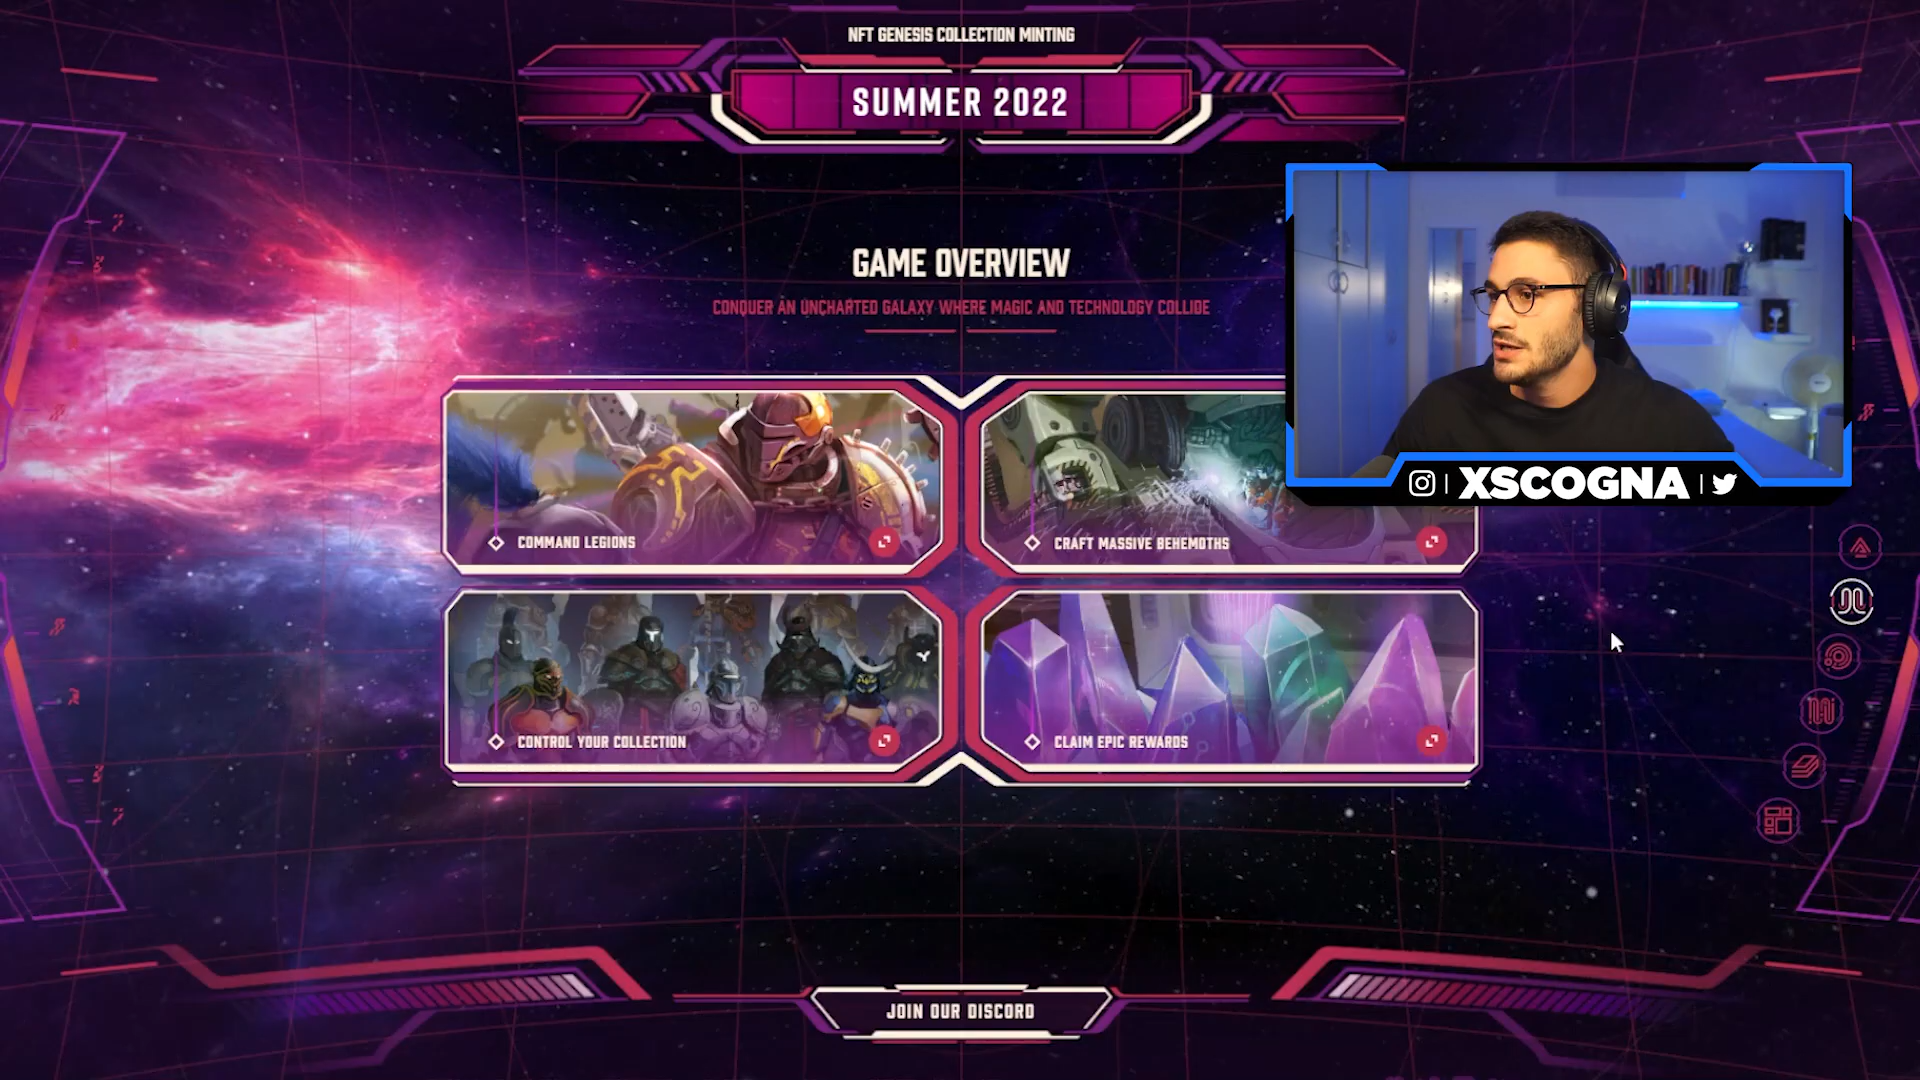 NFT GENESIS COLLECTION MINTING
SUMMER 2022
GAME OVERVIEW
CONQUER AN UNCHARTED GALAXY WHERE MAGIC AND TECHNOLOGY COLLIDE
XSCOGNA
COMMAND LEGIONS
CRAFT MASSIVE BEHEMOTHS
CONTROL YOUR COLLECTION
CLAIM EPIC REWARDS
JOIN OUR DISCORD